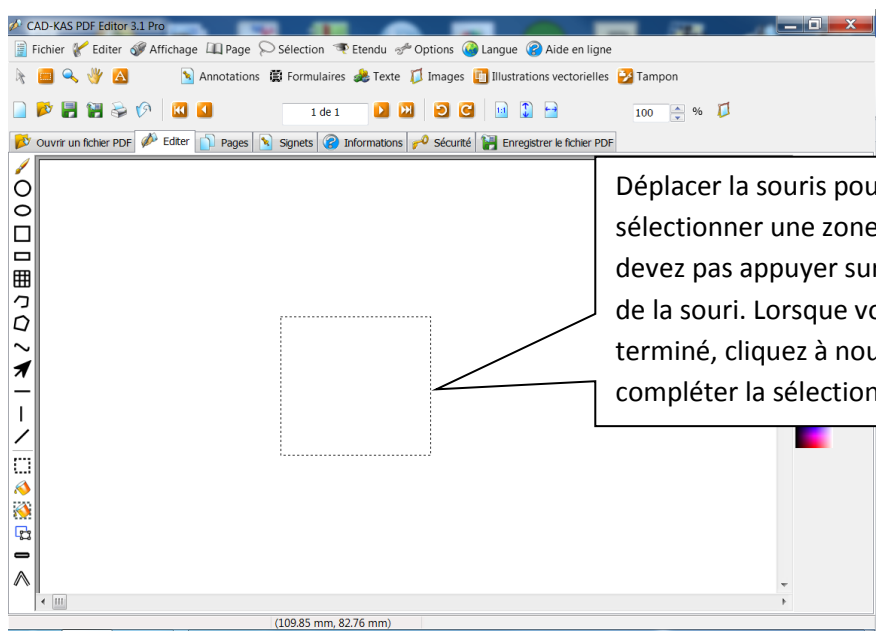 CAD-KAS PDF Editor 3.1 Pro
Fichier Editer Affichage Page Sélection Etendu Options Langue Aide en ligne
Annotations Formulaires Texte Images Illustrations vectorielles Tampon
1 de 1 1:1 100 %
Ouvrir un fichier PDF Editer Pages Signets Informations Sécurité Enregistrer le fichier PDF
Déplacer la souris pou
sélectionner une zone
devez pas appuyer sur
de la souri. Lorsque vo
terminé, cliquez à nou
compléter la sélection
(109.85 mm, 82.76 mm)